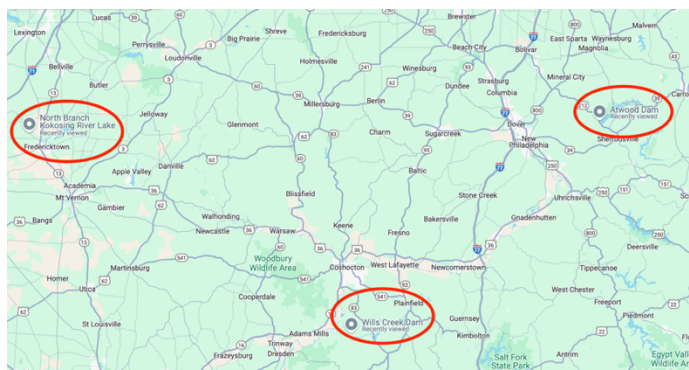 Lexington
Lucas
Perrysville
Big Prairie
Shreve
Fredericksburg
Brewster
Beach City
Bolivar
East Sparta
Magnolia
Waynesburg
Malvern
Bellville
Butler
Loudonville
Holmesville
Winesburg
Dundee
Strasburg
Columbia
Mineral City
Millersburg
Berlin
Atwood Dam
Recently viewed
North Branch
Kokosing River Lake
Recently viewed
Jelloway
Glenmont
Charm
Sugarcreek
Dover
New
Philadelphia
Sherrodsville
Fredericktown
Danville
Apple Valley
Academia
Mt Vernon
Gambier
Bangs
Blissfield
Baltic
Stone Creek
Uhrichsville
Walhonding
Newcastle
Warsaw
Keene
Fresno
Bakersville
Gnadenhutten
Deersville
Woodbury
Wildlife Area
Coshocton
West Lafayette
Newcomerstown
Tippecanoe
Homer
Utica
Martinsburg
Cooperdale
Plainfield
West Chester
Freeport
Piedmont
St Louisville
Adams Mills
Wills Creek Dam
Recently viewed
Guernsey
Kimbolton
Frazeysburg
Trinway
Dresden
Salt Fork
State Park
Antrim
Flat
Egypt Valley
Wildlife Area